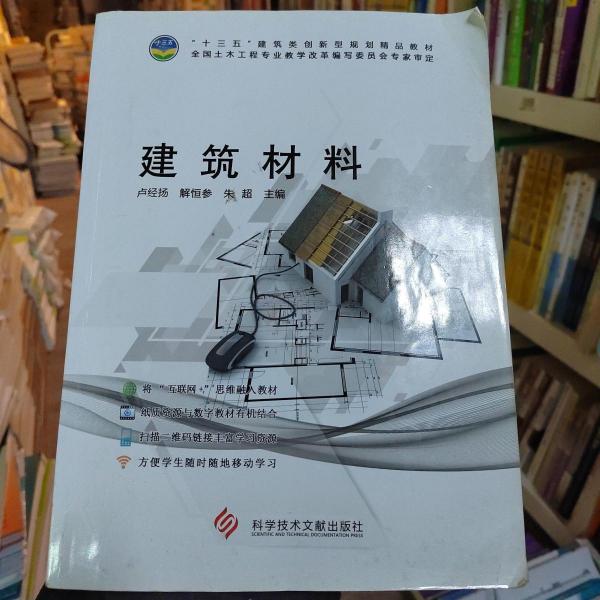 十三五
“十三五”建筑类创新型规划精品教材
全国土木工程专业教学改革编写委员会专家审定
建筑材料
卢经扬 解恒参 朱超 主编
将“互联网+”思维融入教材
纸质资源与数字教材有机结合
扫描二维码链接丰富学习资源
方便学生随时随地移动学习
科学技术文献出版社
SCIENTIFIC AND TECHNICAL DOCUMENTATION PRESS